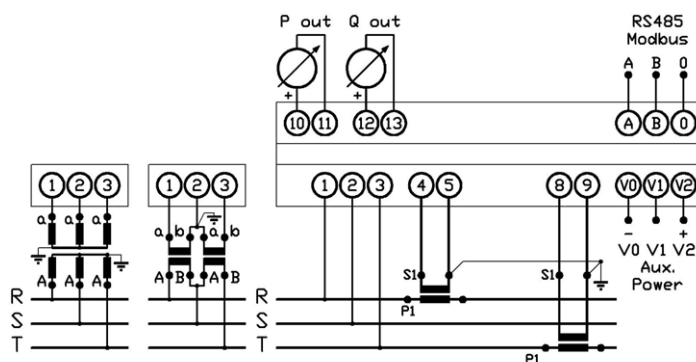 P out
Q out
RS485
Modbus
A B 0
+
+
10 11 12 13 A B 0
1 2 3
1 2 3
1 2 3 4 5 8 9 V0 V1 V2
a a a
a b a b
- +
V0 V1 V2
Aux.
Power
A A A
A B A B
S1
S1
R
S
T
P1
P1